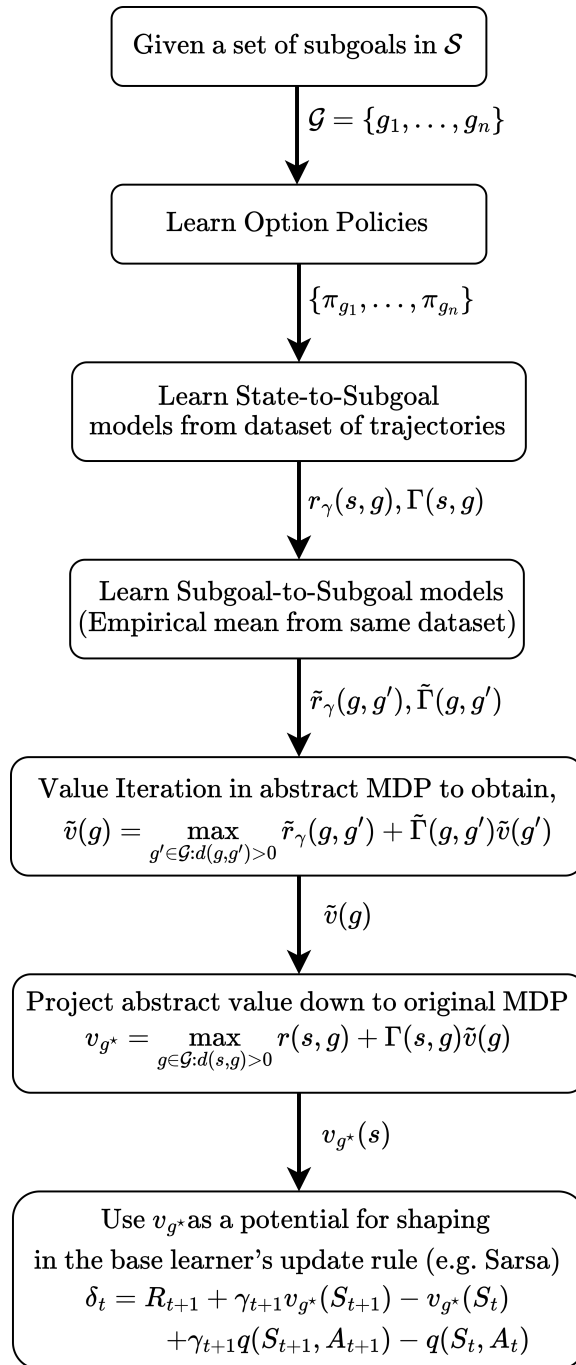 Given a set of subgoals in 𝒮
𝒢 = {g₁, . . . , gₙ}
Learn Option Policies
{π_{g₁}, . . . , π_{gₙ}}
Learn State-to-Subgoal
models from dataset of trajectories
r_γ(s, g), Γ(s, g)
Learn Subgoal-to-Subgoal models
(Empirical mean from same dataset)
r̃_γ(g, g′), Γ̃(g, g′)
Value Iteration in abstract MDP to obtain,
ṽ(g) = max_{g′∈𝒢:d(g,g′)>0} r̃_γ(g, g′) + Γ̃(g, g′)ṽ(g′)
ṽ(g)
Project abstract value down to original MDP
v_{g⋆} = max_{g∈𝒢:d(s,g)>0} r(s, g) + Γ(s, g)ṽ(g)
v_{g⋆}(s)
Use v_{g⋆} as a potential for shaping
in the base learner's update rule (e.g. Sarsa)
δ_t = R_{t+1} + γ_{t+1}v_{g⋆}(S_{t+1}) − v_{g⋆}(S_t)
+γ_{t+1}q(S_{t+1}, A_{t+1}) − q(S_t, A_t)